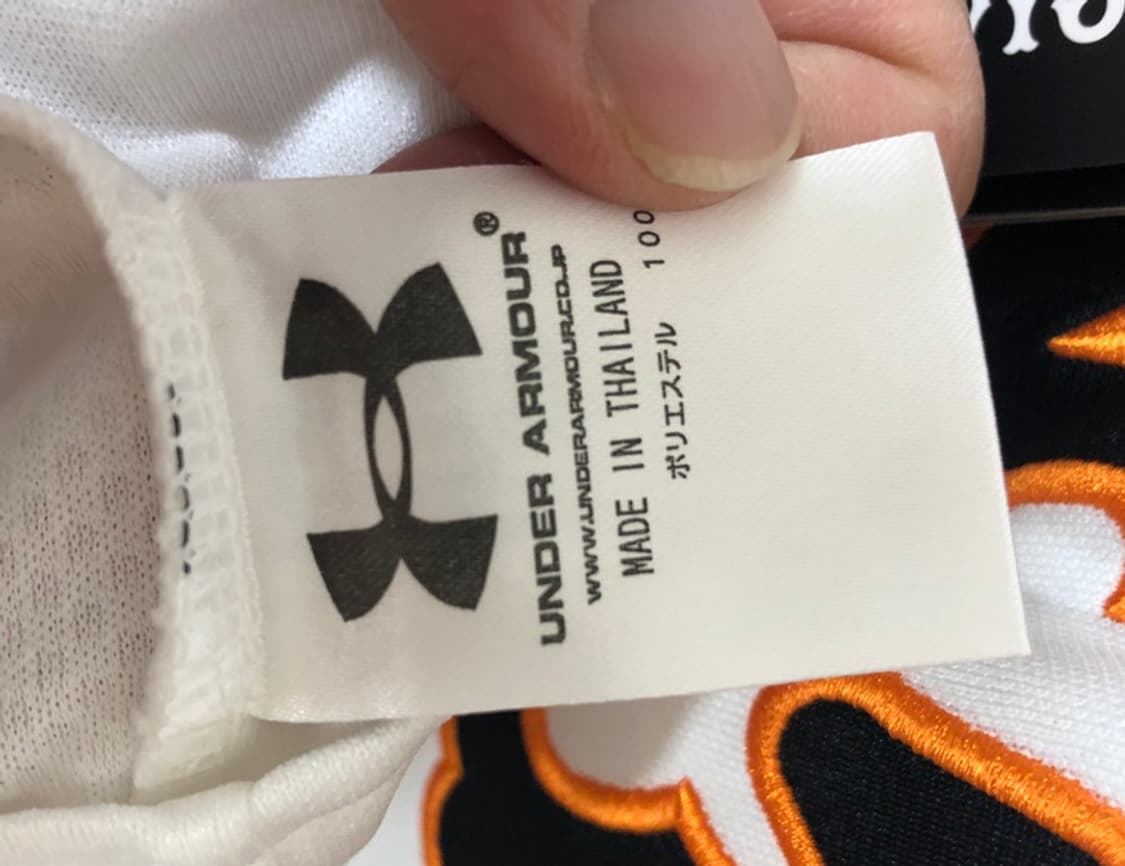 UNDER ARMOUR®
WWW.UNDERARMOUR.CO.JP
MADE IN THAILAND
ポリエステル 100